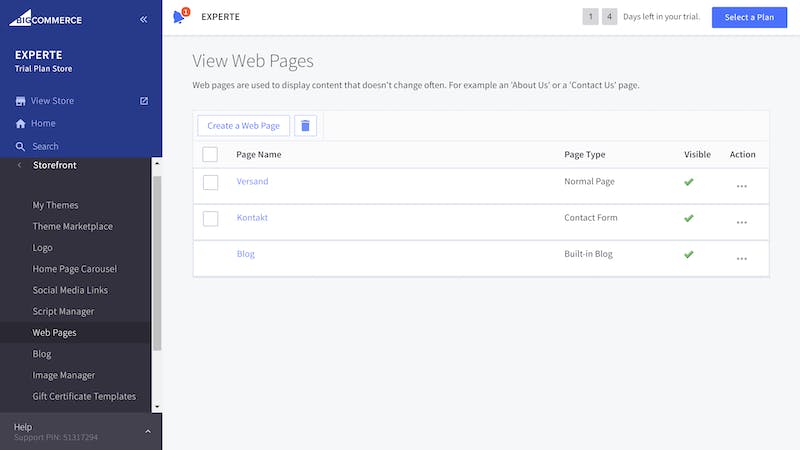 BIGCOMMERCE
EXPERTE
Trial Plan Store
View Store
Home
Search
Storefront
My Themes
Theme Marketplace
Logo
Home Page Carousel
Social Media Links
Script Manager
Web Pages
Blog
Image Manager
Gift Certificate Templates
Help
Support PIN: 51317294
1
EXPERTE
1 4 Days left in your trial.
Select a Plan
View Web Pages
Web pages are used to display content that doesn't change often. For example an 'About Us' or a 'Contact Us' page.
Create a Web Page
Page Name Page Type Visible Action
Versand Normal Page
Kontakt Contact Form
Blog Built-in Blog